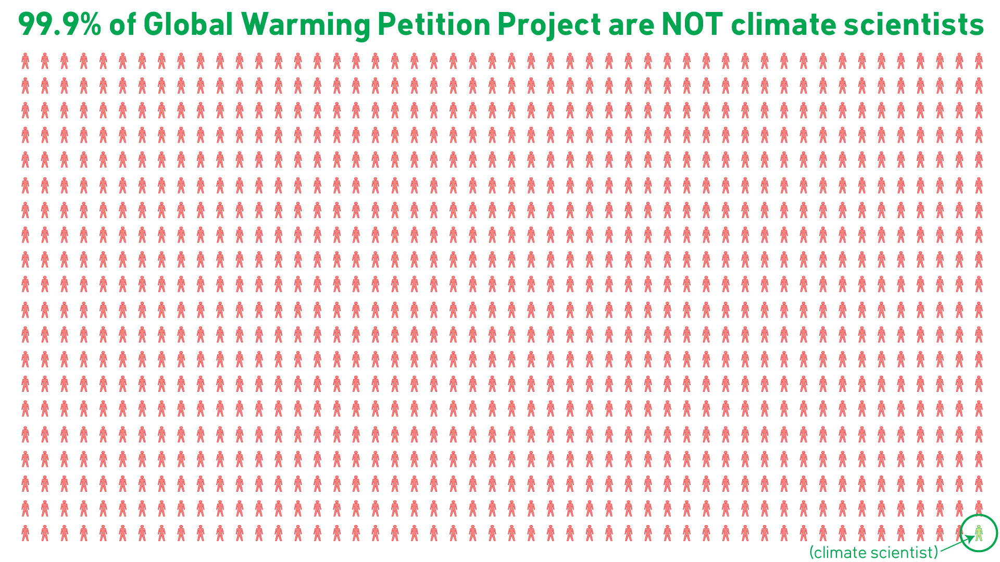 99.9% of Global Warming Petition Project are NOT climate scientists
(climate scientist)